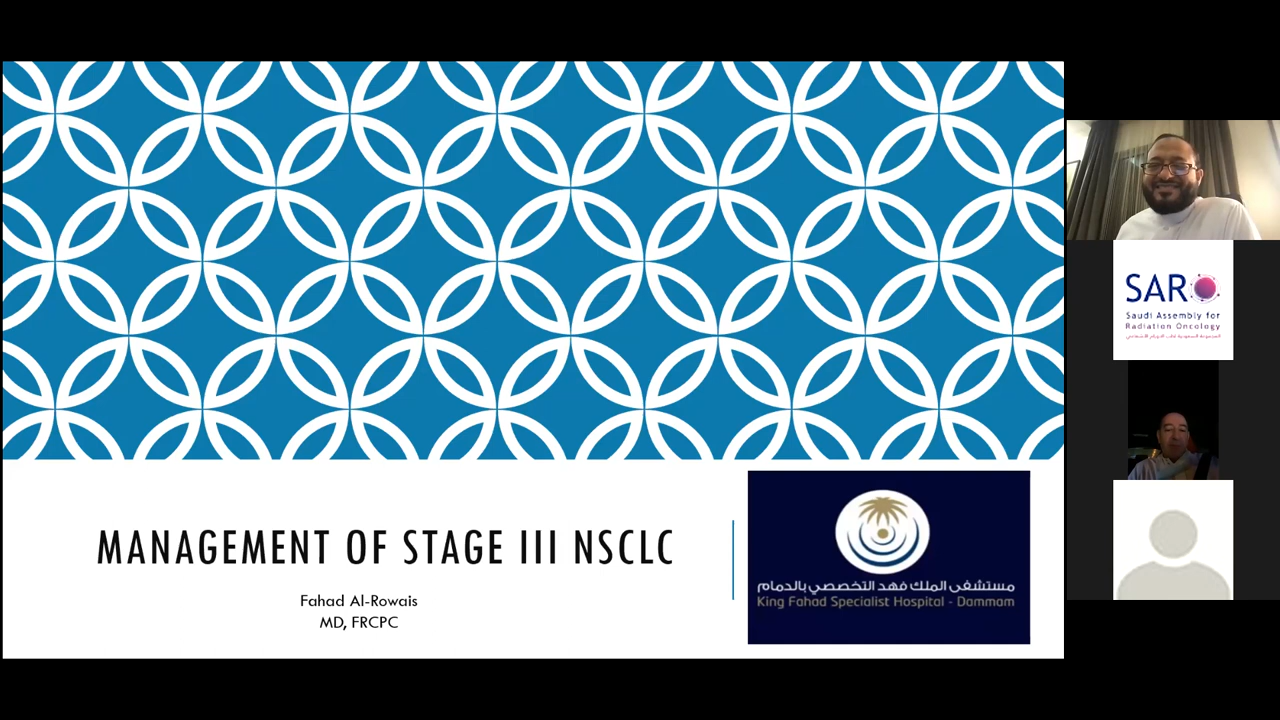 MANAGEMENT OF STAGE III NSCLC
Fahad Al-Rowais
MD, FRCPC
مستشفى الملك فهد التخصصي بالدمام
King Fahad Specialist Hospital - Dammam
SARO
Saudi Assembly for
Radiation Oncology